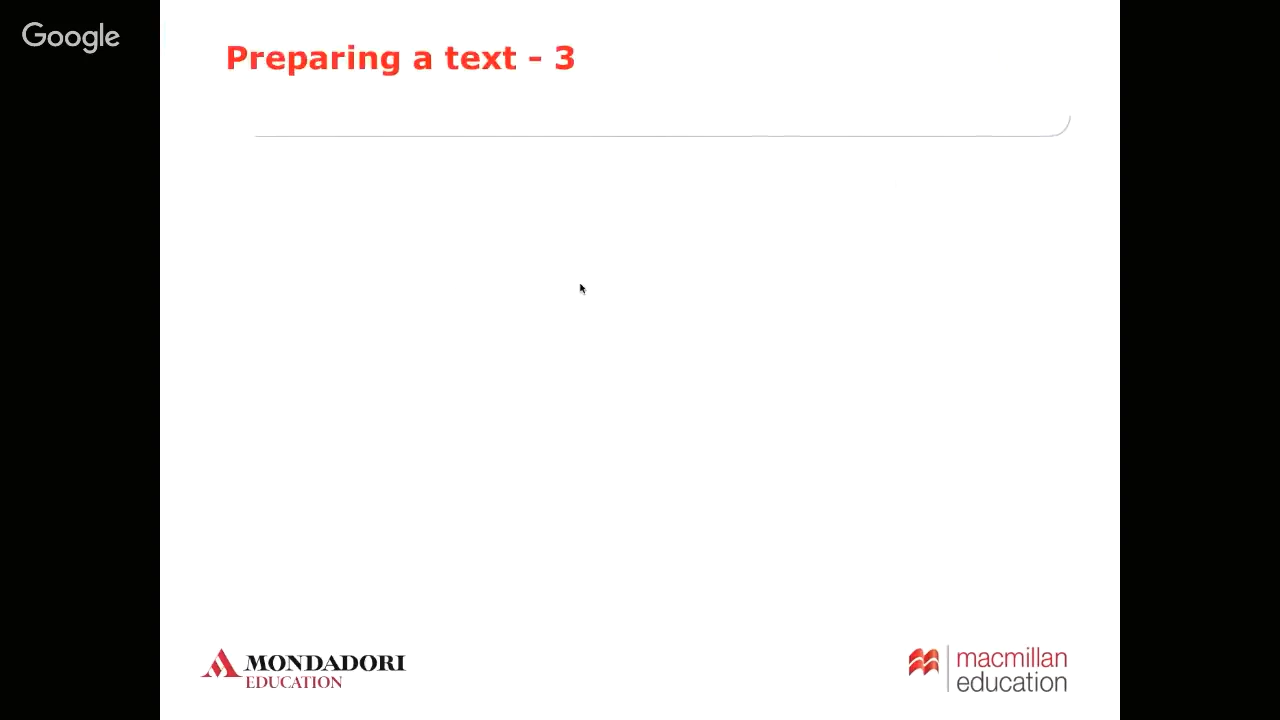 Google
Preparing a text - 3
MONDADORI
EDUCATION
macmillan
education